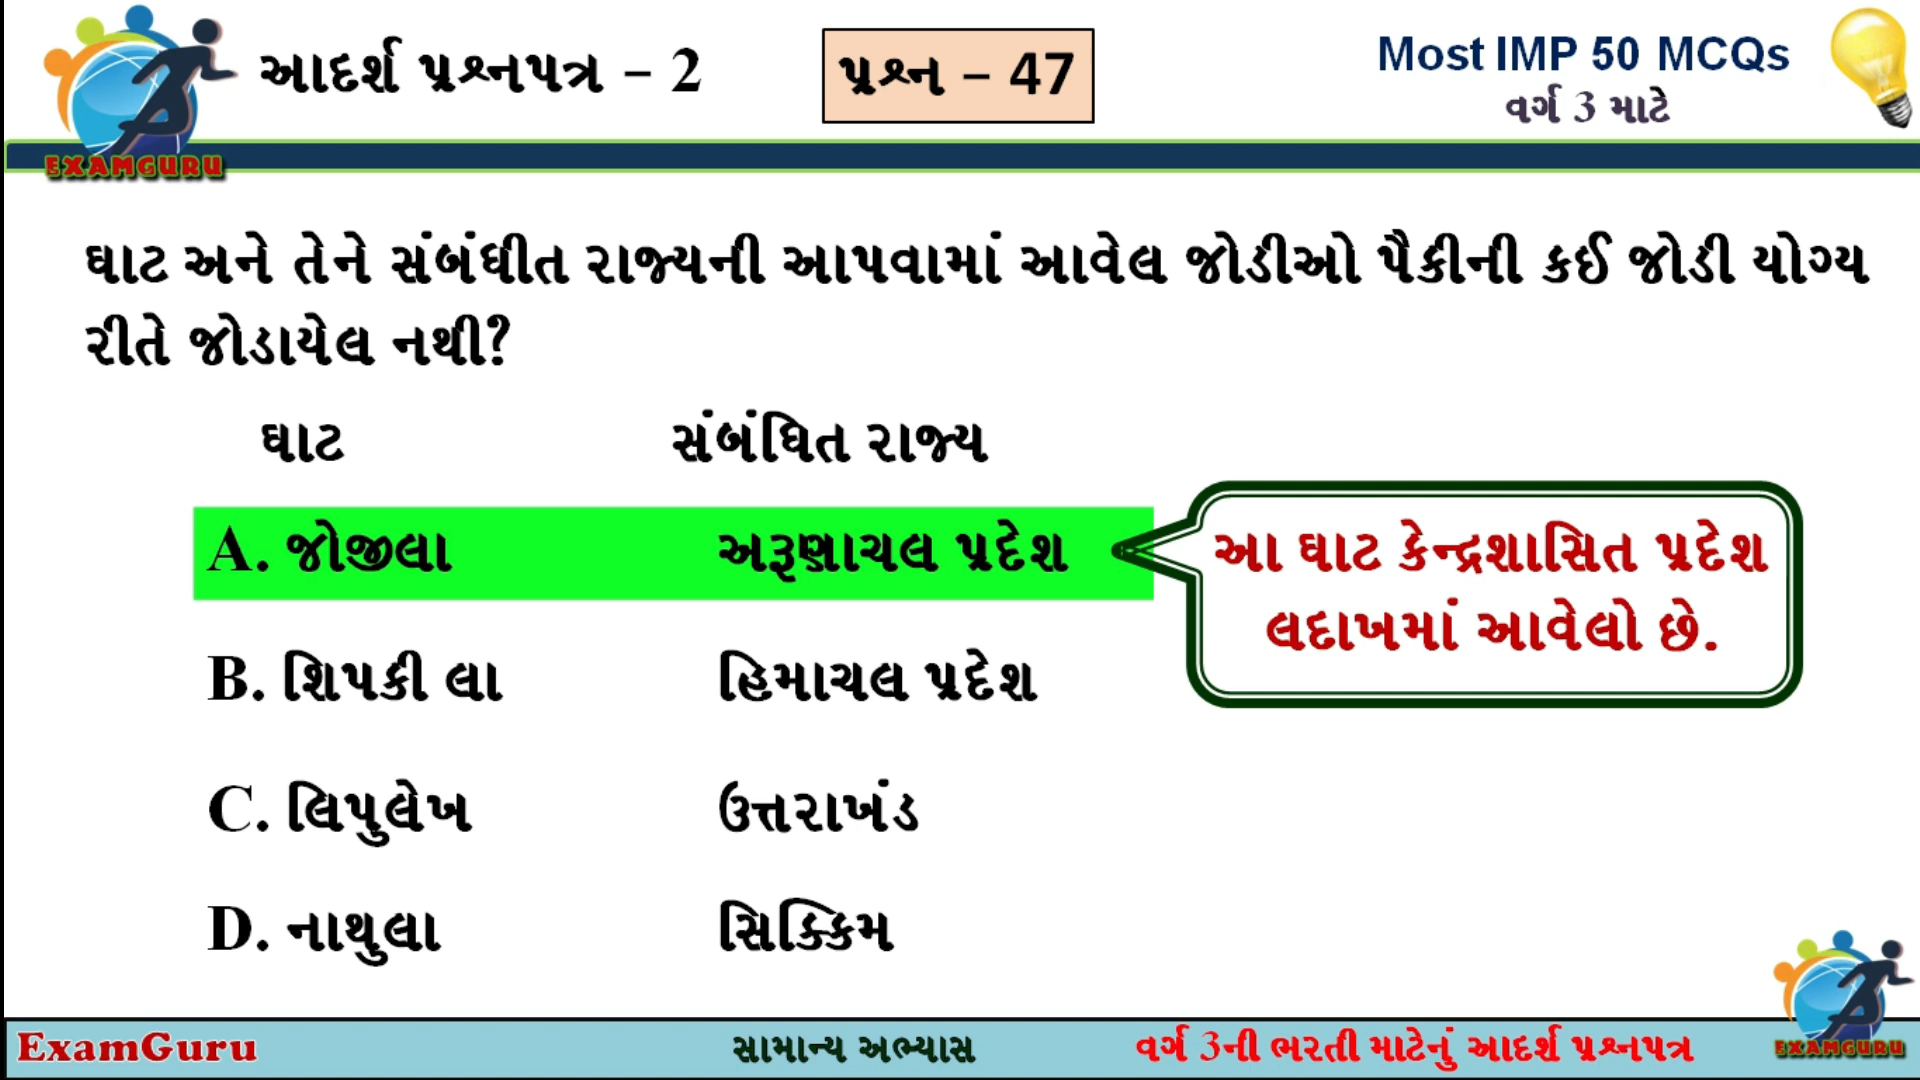 આદર્શ પ્રશ્નપત્ર – 2
પ્રશ્ન – 47
Most IMP 50 MCQs
વર્ગ 3 માટે
EXAMGURU
ઘાટ અને તેને સંબંધીત રાજ્યની આપવામાં આવેલ જોડીઓ પૈકીની કઈ જોડી યોગ્ય
રીતે જોડાયેલ નથી?
ઘાટ સંબંધિત રાજ્ય
A. જોજીલા અરૂણાચલ પ્રદેશ
આ ઘાટ કેન્દ્રશાસિત પ્રદેશ
લદાખમાં આવેલો છે.
B. શિપકી લા હિમાચલ પ્રદેશ
C. લિપુલેખ ઉત્તરાખંડ
D. નાથુલા સિક્કિમ
ExamGuru
સામાન્ય અભ્યાસ
વર્ગ 3ની ભરતી માટેનું આદર્શ પ્રશ્નપત્ર
EXAMGURU